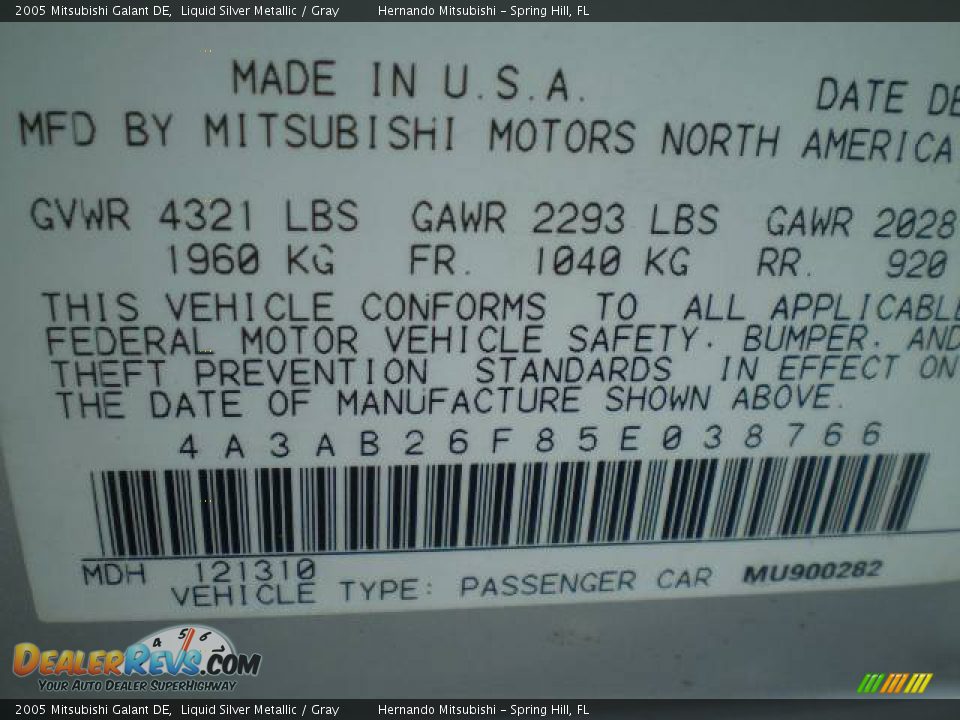 2005 Mitsubishi Galant DE,  Liquid Silver Metallic / Gray Hernando Mitsubishi - Spring Hill, FL
MADE IN U.S.A. DATE DE
MFD BY MITSUBISHI MOTORS NORTH AMERICA
GVWR 4321 LBS GAWR 2293 LBS GAWR 2028
1960 KG FR. 1040 KG RR. 920
THIS VEHICLE CONFORMS TO ALL APPLICABLE
FEDERAL MOTOR VEHICLE SAFETY. BUMPER. AND
THEFT PREVENTION STANDARDS IN EFFECT ON
THE DATE OF MANUFACTURE SHOWN ABOVE.
4A3AB26F85E038766
MDH 121310
VEHICLE TYPE: PASSENGER CAR MU900282
4 5 6
DEALERREVS.COM
YOUR AUTO DEALER SUPERHIGHWAY
2005 Mitsubishi Galant DE,  Liquid Silver Metallic / Gray Hernando Mitsubishi - Spring Hill, FL